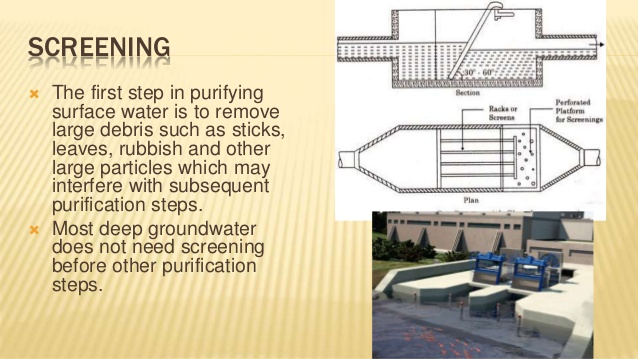 SCREENING
The first step in purifying
surface water is to remove
large debris such as sticks,
leaves, rubbish and other
large particles which may
interfere with subsequent
purification steps.
Most deep groundwater
does not need screening
before other purification
steps.
30° - 60°
Section
Racks or
Screens
Perforated
Platform
for Screenings
Plan